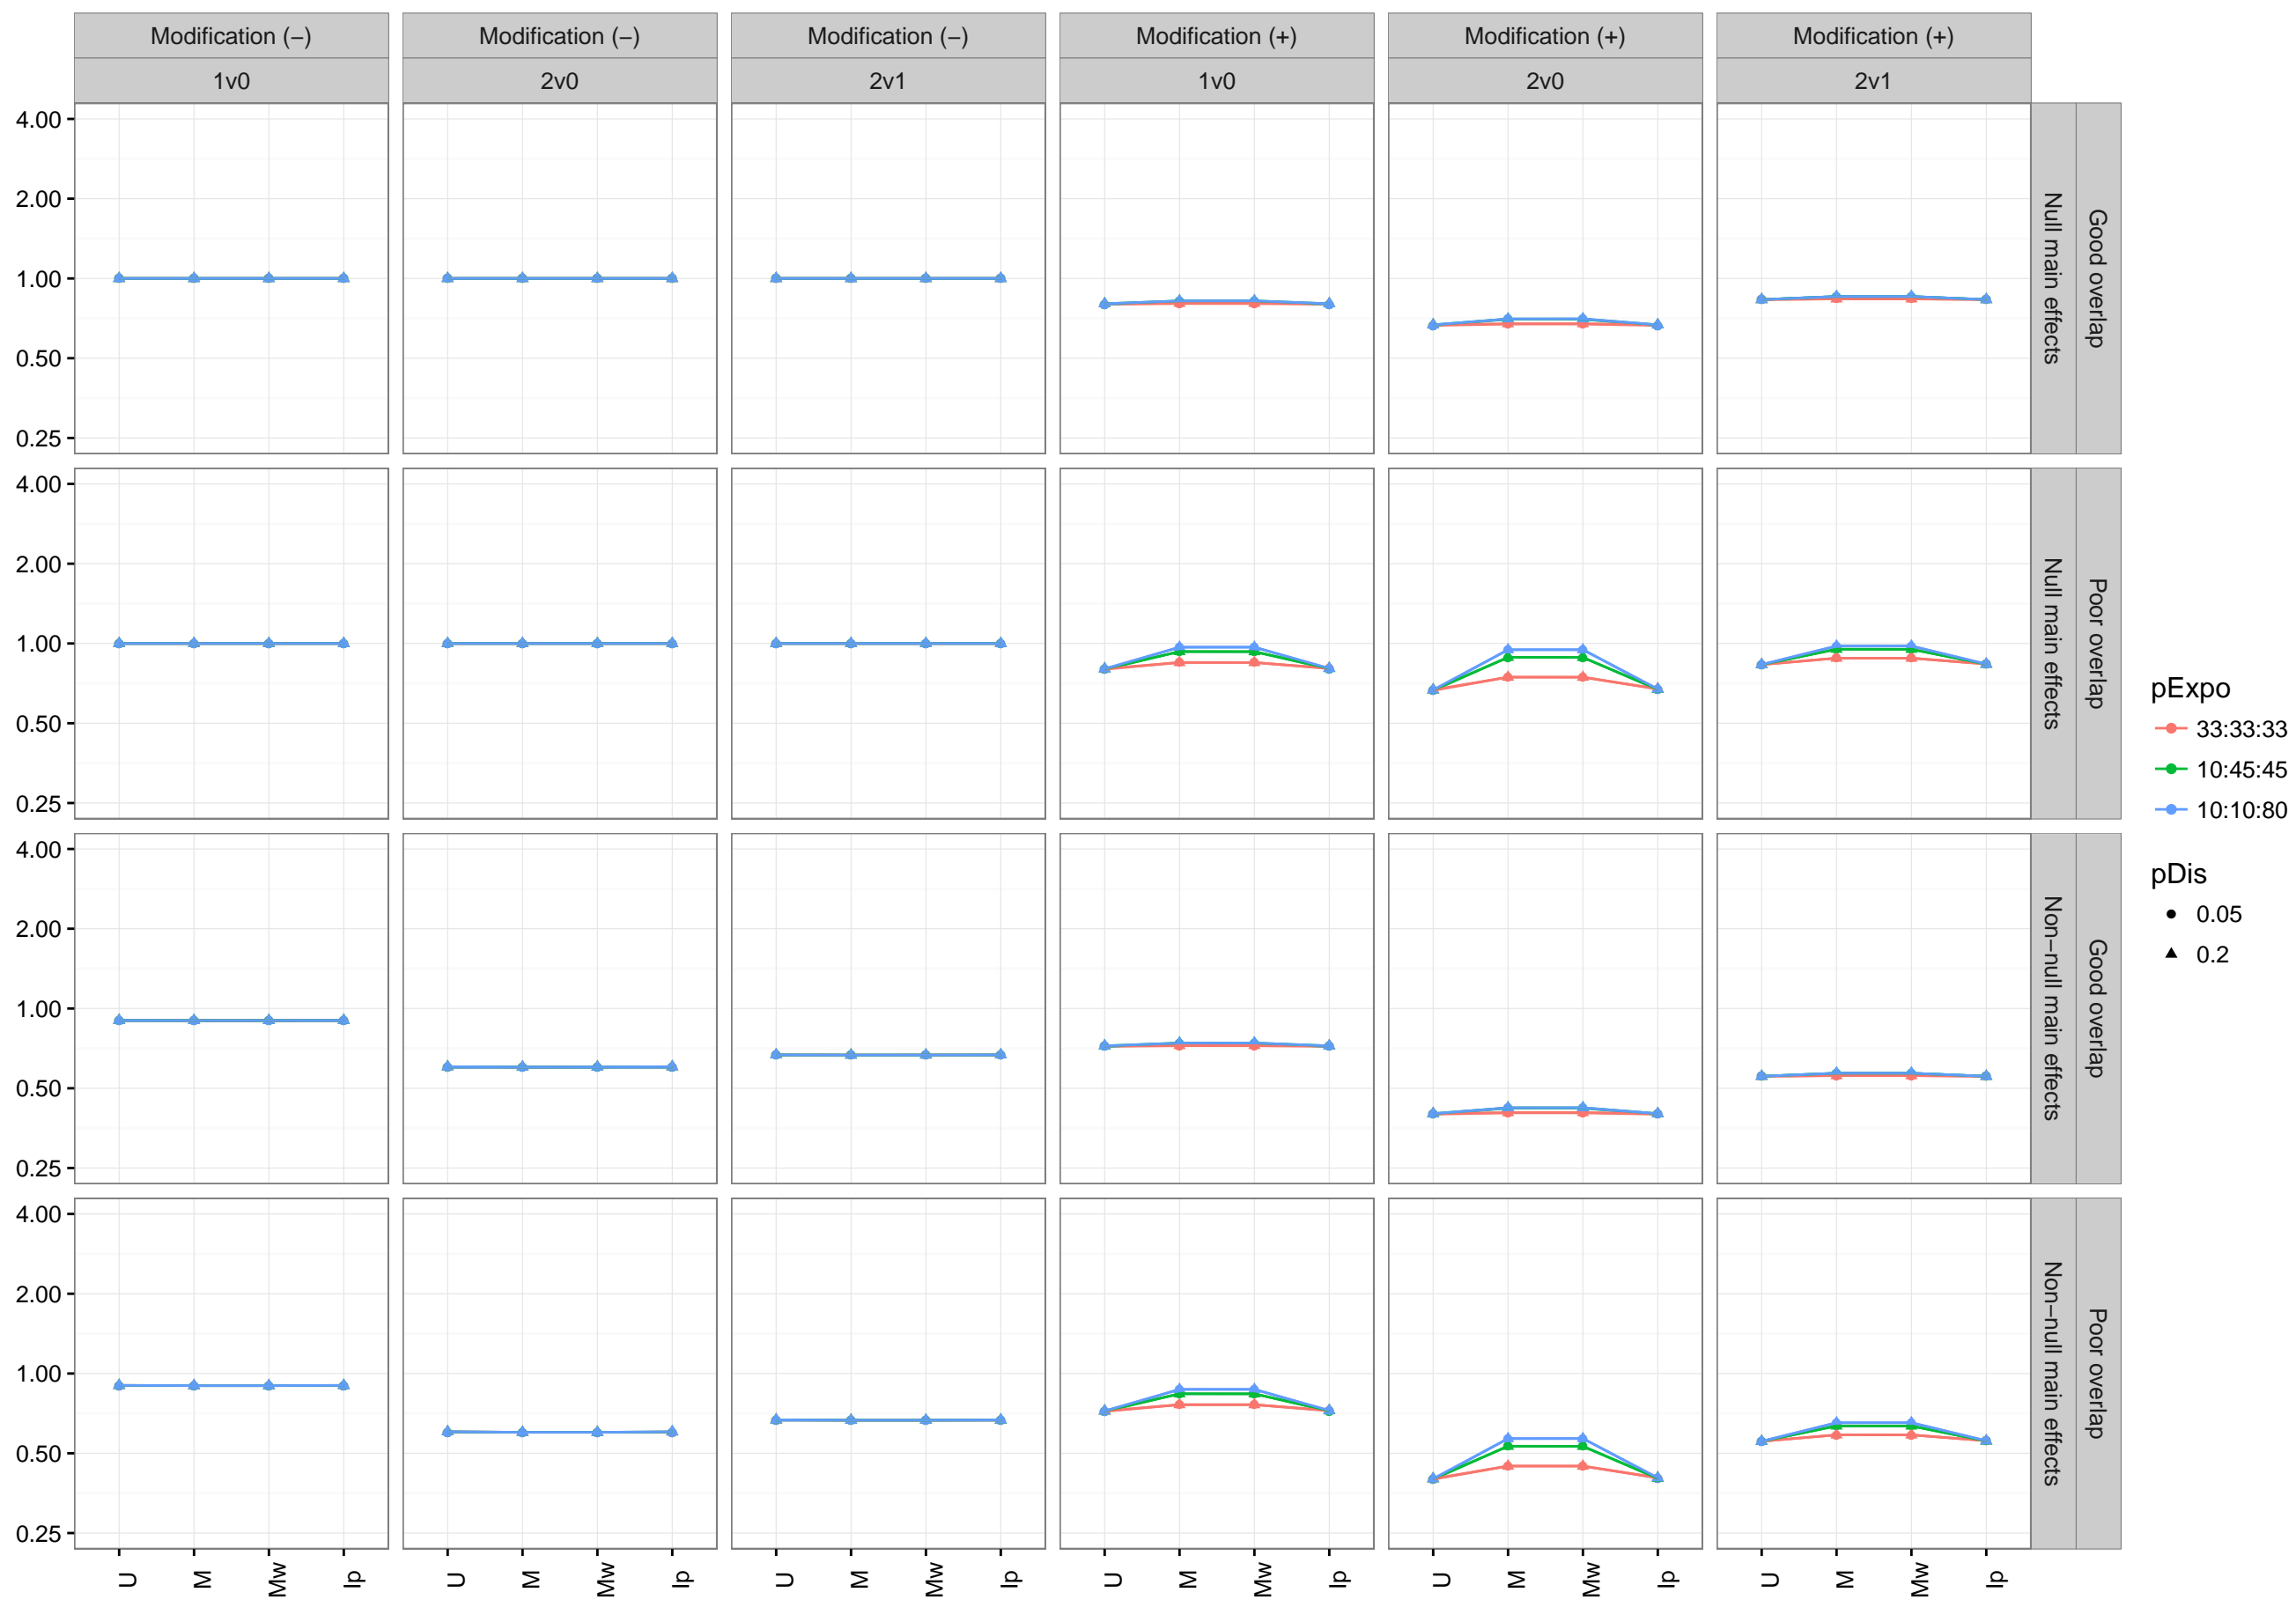 Modification (−)
Modification (−)
Modification (−)
Modification (+)
Modification (+)
Modification (+)
1v0
2v0
2v1
1v0
2v0
2v1
4.00
2.00
1.00
0.50
0.25
Null main effects
Good overlap
4.00
2.00
1.00
0.50
0.25
Null main effects
Poor overlap
4.00
2.00
1.00
0.50
0.25
Non−null main effects
Good overlap
4.00
2.00
1.00
0.50
0.25
Non−null main effects
Poor overlap
U
M
Mw
Ip
U
M
Mw
Ip
U
M
Mw
Ip
U
M
Mw
Ip
U
M
Mw
Ip
U
M
Mw
Ip
pExpo
33:33:33
10:45:45
10:10:80
pDis
0.05
0.2